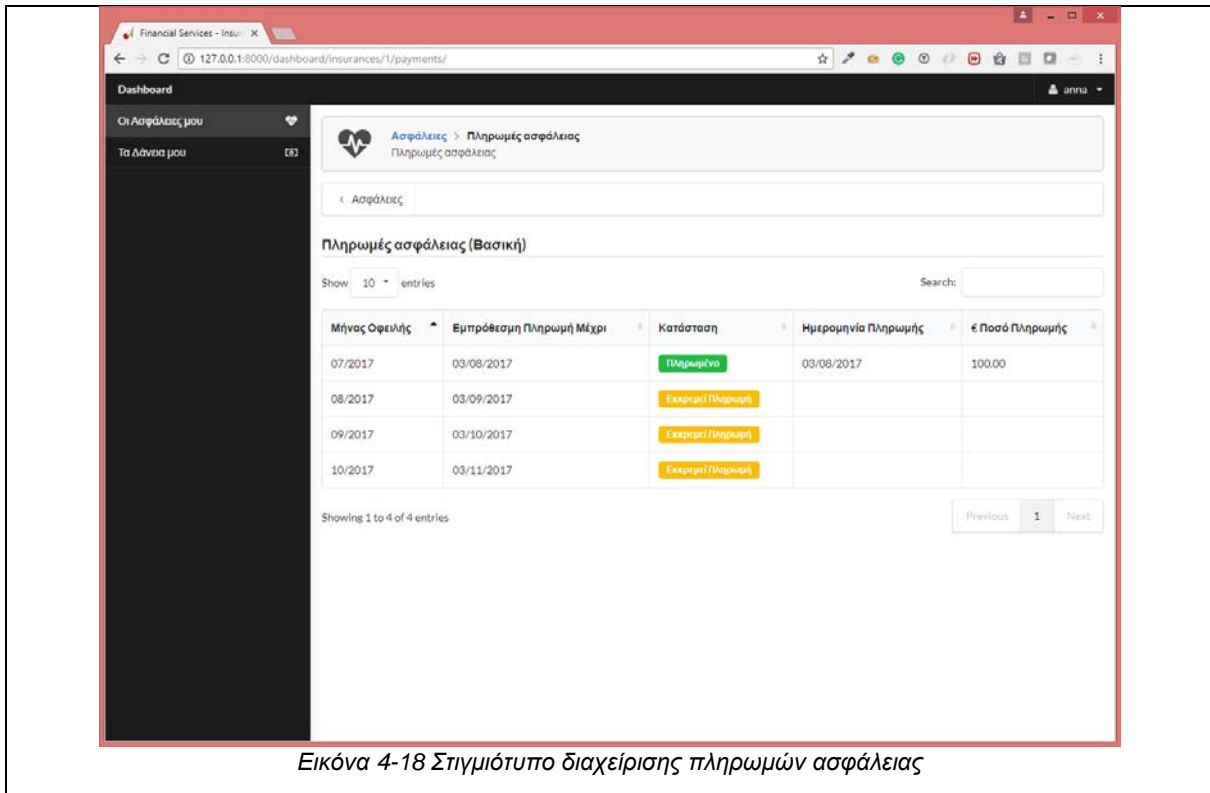 Financial Services - Insur
127.0.0.1:8000/dashboard/insurances/1/payments/
Dashboard
anna
Οι Ασφάλειες μου
Τα Δάνεια μου
Ασφάλειες > Πληρωμές ασφάλειας
Πληρωμές ασφάλειας
‹ Ασφάλειες
Πληρωμές ασφάλειας (Βασική)
Show 10 entries
Search:
Μήνας Οφειλής Εμπρόθεσμη Πληρωμή Μέχρι Κατάσταση Ημερομηνία Πληρωμής € Ποσό Πληρωμής
07/2017 03/08/2017 Πληρωμένο 03/08/2017 100.00
08/2017 03/09/2017 Εκκρεμεί Πληρωμή
09/2017 03/10/2017 Εκκρεμεί Πληρωμή
10/2017 03/11/2017 Εκκρεμεί Πληρωμή
Showing 1 to 4 of 4 entries
Previous 1 Next
Εικόνα 4-18 Στιγμιότυπο διαχείρισης πληρωμών ασφάλειας